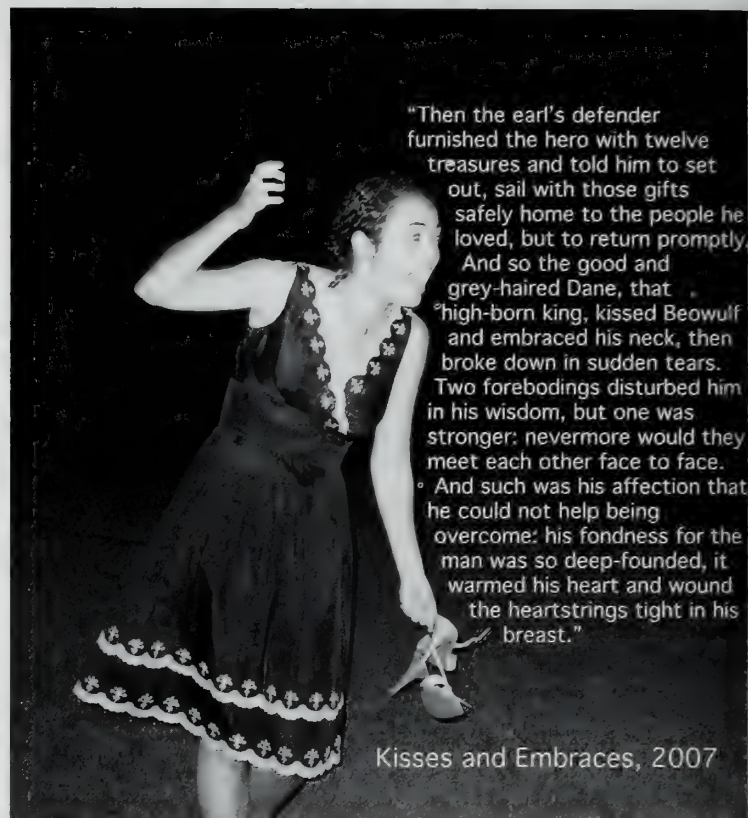 "Then the earl's defender
furnished the hero with twelve
treasures and told him to set
out, sail with those gifts
safely home to the people he
loved, but to return promptly.
And so the good and
grey-haired Dane, that
high-born king, kissed Beowulf
and embraced his neck, then
broke down in sudden tears.
Two forebodings disturbed him
in his wisdom, but one was
stronger: nevermore would they
meet each other face to face.
And such was his affection that
he could not help being
overcome: his fondness for the
man was so deep-founded, it
warmed his heart and wound
the heartstrings tight in his
breast."
Kisses and Embraces, 2007